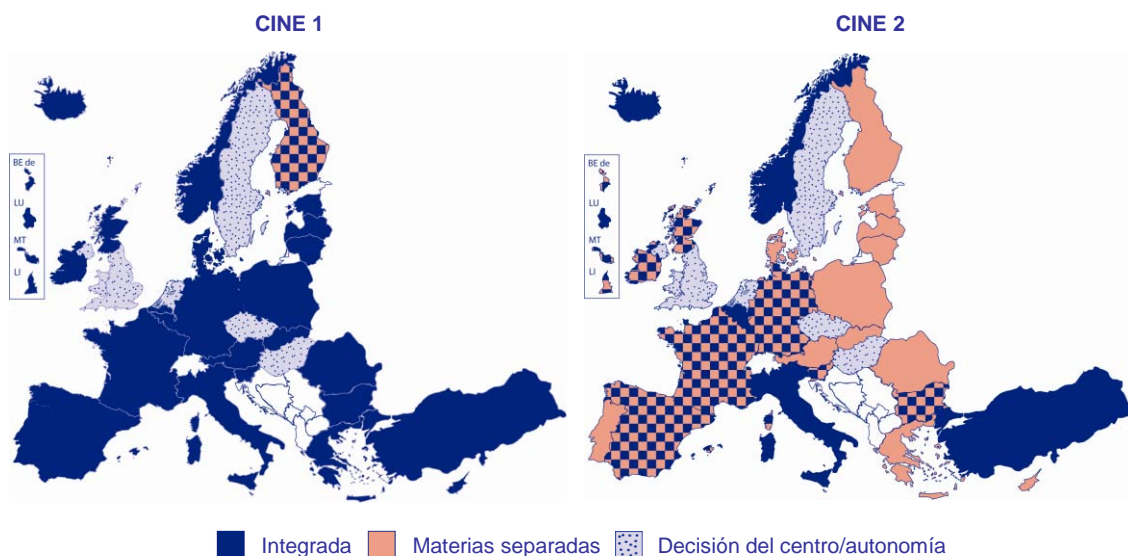 CINE 1
CINE 2
BE de
LU
MT
LI
BE de
LU
MT
LI
Integrada Materias separadas Decisión del centro/autonomía